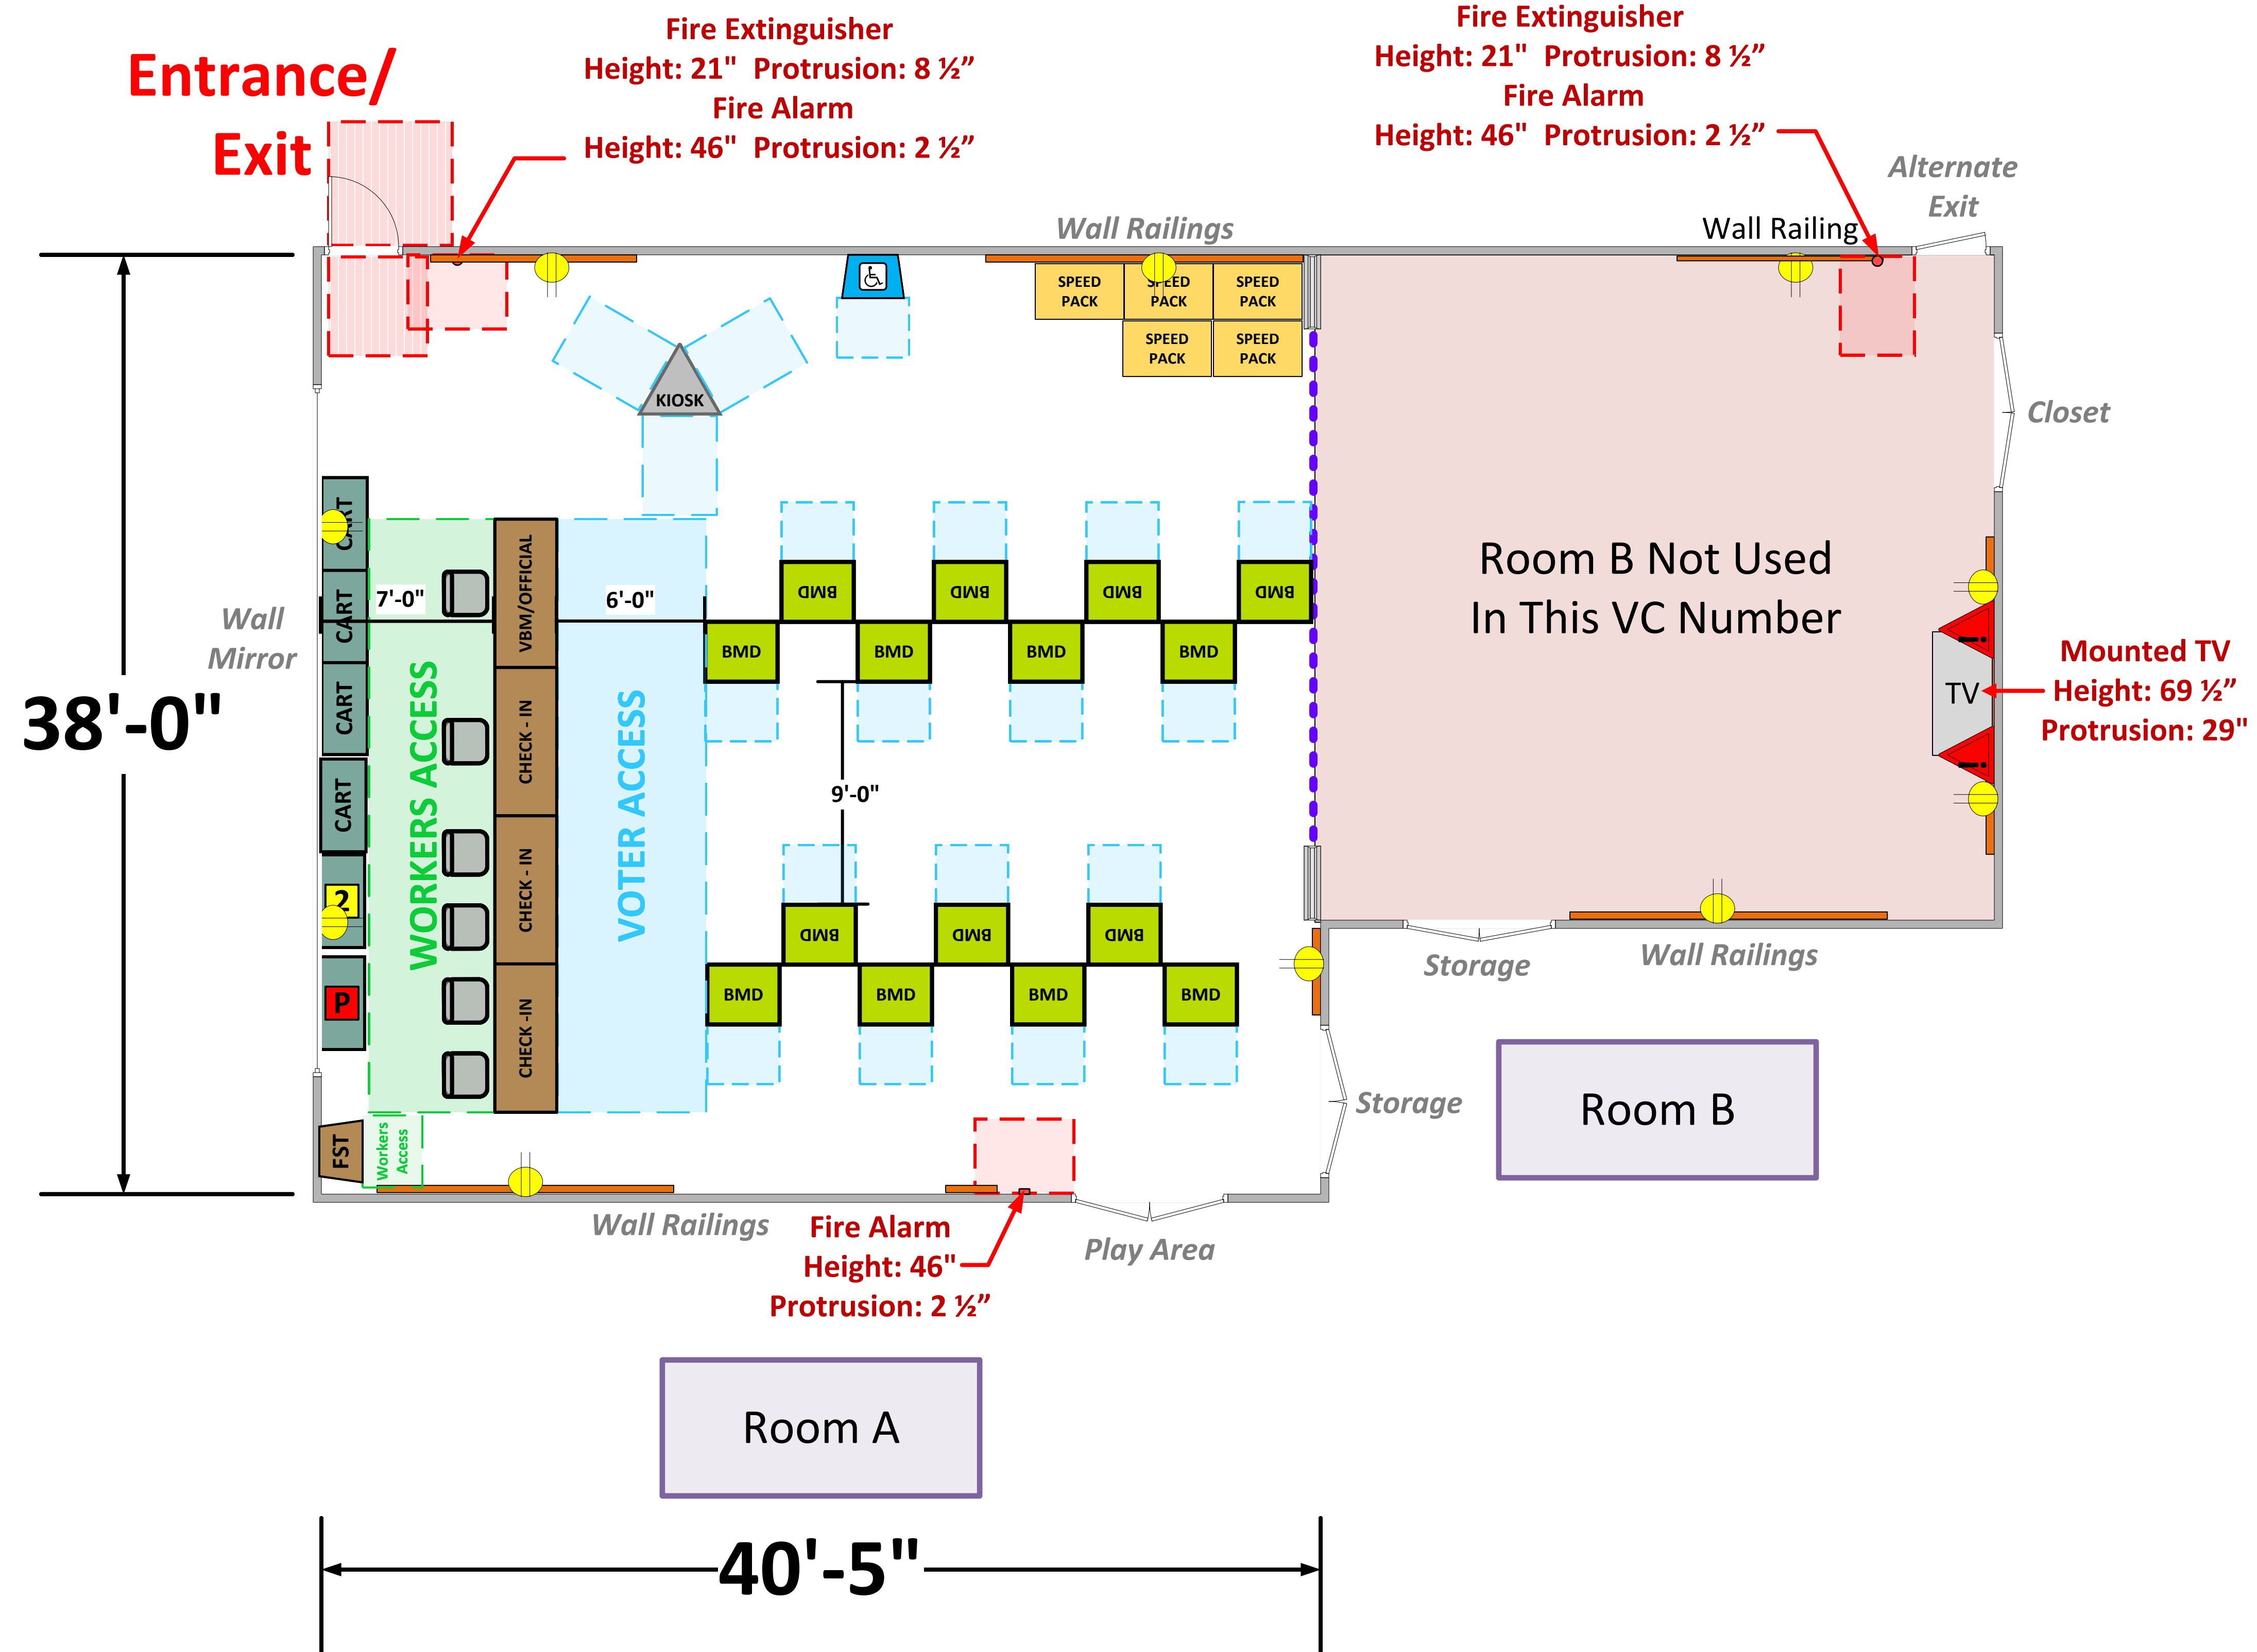 Entrance/
Exit
Fire Extinguisher
Height: 21"  Protrusion: 8 ½”
Fire Alarm
Height: 46"  Protrusion: 2 ½”
Fire Extinguisher
Height: 21"  Protrusion: 8 ½”
Fire Alarm
Height: 46"  Protrusion: 2 ½”
Alternate
Exit
Wall Railings
Wall Railing
SPEED
PACK
SPEED
PACK
SPEED
PACK
SPEED
PACK
SPEED
PACK
KIOSK
Closet
CART
CART
CART
CART
2
P
FST
Workers
Access
7'-0"
6'-0"
WORKERS ACCESS
VOTER ACCESS
VBM/OFFICIAL
CHECK - IN
CHECK - IN
CHECK -IN
BMD
BMD
BMD
BMD
BMD
BMD
BMD
BMD
9'-0"
BMD
BMD
BMD
BMD
BMD
BMD
BMD
Room B Not Used
In This VC Number
Wall
Mirror
38'-0"
TV
Mounted TV
Height: 69 ½”
Protrusion: 29"
Storage
Wall Railings
Storage
Room B
Wall Railings
Fire Alarm
Height: 46"
Protrusion: 2 ½”
Play Area
Room A
40'-5"